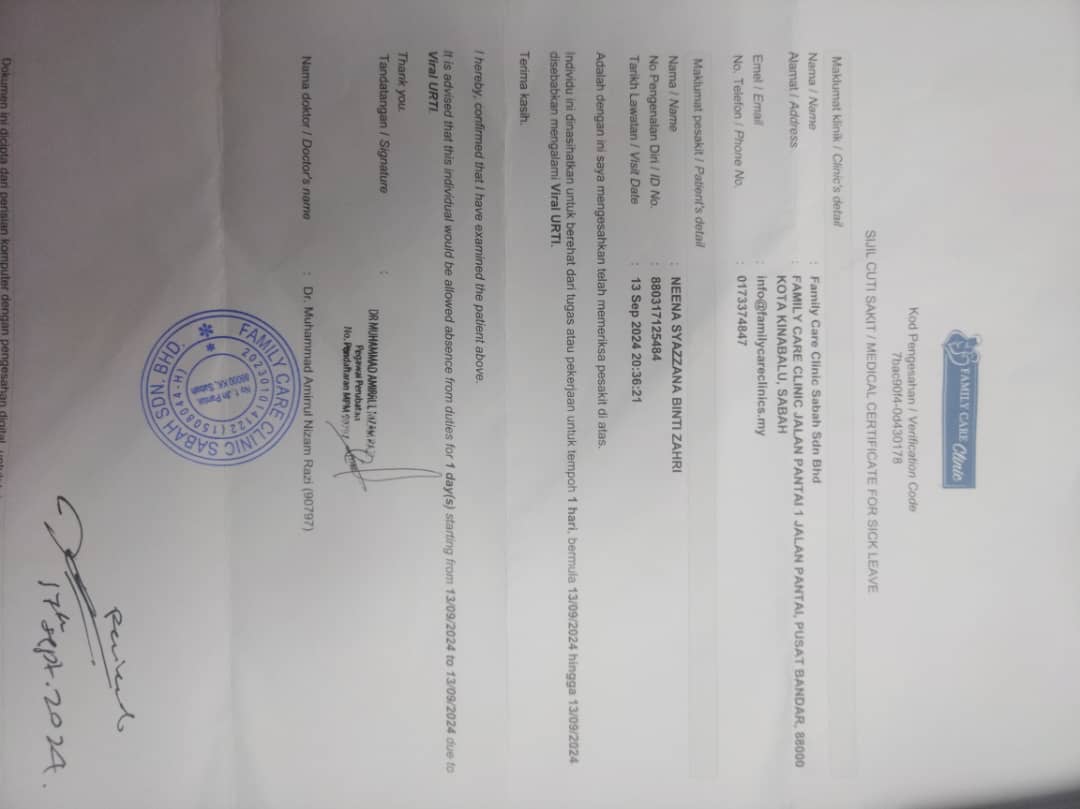 FAMILY CARE Clinic
Kod Pengesahan / Verification Code
7bac90f4-0d430178
SIJIL CUTI SAKIT / MEDICAL CERTIFICATE FOR SICK LEAVE
Maklumat klinik / Clinic's detail
Nama / Name : Family Care Clinic Sabah Sdn Bhd
Alamat / Address : FAMILY CARE CLINIC JALAN PANTAI 1 JALAN PANTAI, PUSAT BANDAR, 88000
KOTA KINABALU, SABAH
Emel / Email : info@familycareclinics.my
No. Telefon / Phone No. : 0173374847
Maklumat pesakit / Patient's detail
Nama / Name : NEENA SYAZZANA BINTI ZAHRI
No Pengenalan Diri / ID No. : 880317125484
Tarikh Lawatan / Visit Date : 13 Sep 2024 20:36:21
Adalah dengan ini saya mengesahkan telah memeriksa pesakit di atas.
Individu ini dinasihatkan untuk berehat dari tugas atau pekerjaan untuk tempoh 1 hari, bermula 13/09/2024 hingga 13/09/2024
disebabkan mengalami Viral URTI.
Terima kasih.
I hereby, confirmed that I have examined the patient above.
It is advised that this individual would be allowed absence from duties for 1 day(s) starting from 13/09/2024 to 13/09/2024 due to
Viral URTI.
Thank you.
Tandatangan / Signature :
DR MUHAMMAD AMIRRUL NIZAM RAZI
Pegawai Perubatan
No. Pendaftaran MPM 90797
Nama doktor / Doctor's name : Dr. Muhammad Amirrul Nizam Razi (90797)
FAMILY CARE CLINIC SABAH SDN. BHD.
202301014122 (1508044-H)
No 1, Jln Pantai,
88000 KK, Sabah
17th sept. 2024.
Dokumen ini dicipta dari perisian komputer dengan pengesahan digital,